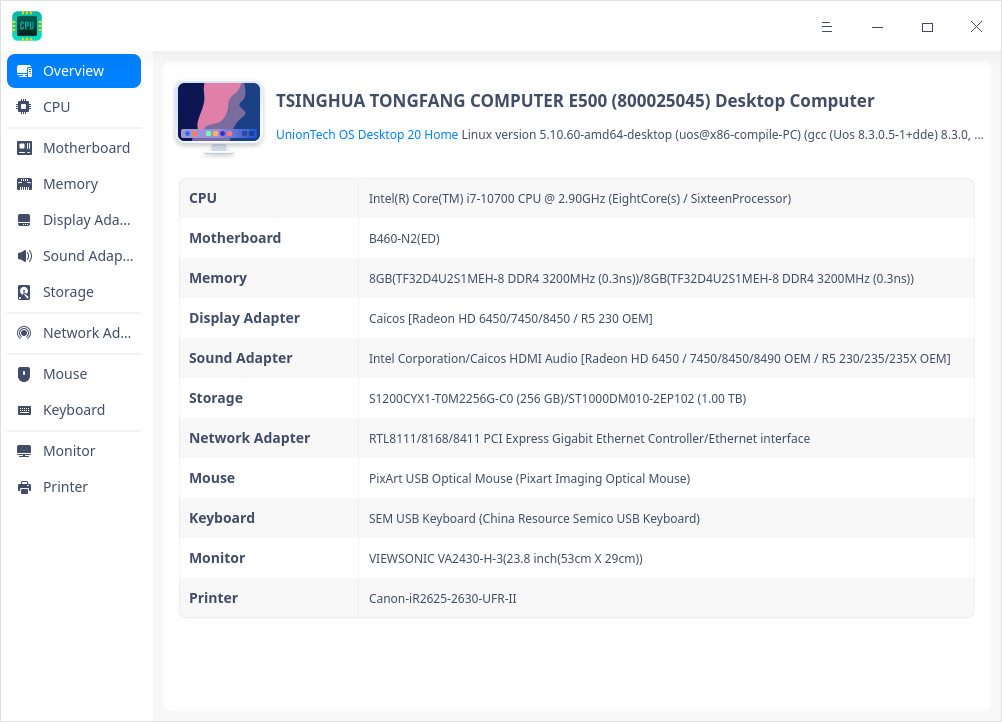 CPU
Overview
CPU
Motherboard
Memory
Display Ada...
Sound Adap...
Storage
Network Ad...
Mouse
Keyboard
Monitor
Printer
TSINGHUA TONGFANG COMPUTER E500 (800025045) Desktop Computer
UnionTech OS Desktop 20 Home Linux version 5.10.60-amd64-desktop (uos@x86-compile-PC) (gcc (Uos 8.3.0.5-1+dde) 8.3.0, ...
CPU Intel(R) Core(TM) i7-10700 CPU @ 2.90GHz (EightCore(s) / SixteenProcessor)
Motherboard B460-N2(ED)
Memory 8GB(TF32D4U2S1MEH-8 DDR4 3200MHz (0.3ns))/8GB(TF32D4U2S1MEH-8 DDR4 3200MHz (0.3ns))
Display Adapter Caicos [Radeon HD 6450/7450/8450 / R5 230 OEM]
Sound Adapter Intel Corporation/Caicos HDMI Audio [Radeon HD 6450 / 7450/8450/8490 OEM / R5 230/235/235X OEM]
Storage S1200CYX1-T0M2256G-C0 (256 GB)/ST1000DM010-2EP102 (1.00 TB)
Network Adapter RTL8111/8168/8411 PCI Express Gigabit Ethernet Controller/Ethernet interface
Mouse PixArt USB Optical Mouse (Pixart Imaging Optical Mouse)
Keyboard SEM USB Keyboard (China Resource Semico USB Keyboard)
Monitor VIEWSONIC VA2430-H-3(23.8 inch(53cm X 29cm))
Printer Canon-iR2625-2630-UFR-II